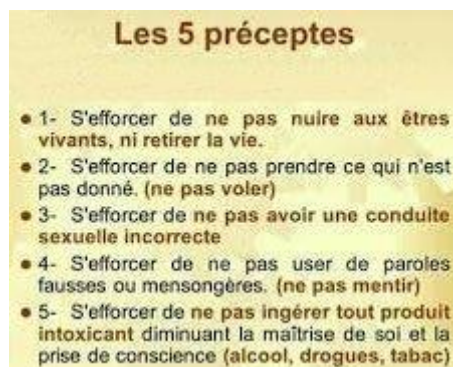 Les 5 préceptes
• 1- S'efforcer de ne pas nuire aux êtres
vivants, ni retirer la vie.
• 2- S'efforcer de ne pas prendre ce qui n'est
pas donné. (ne pas voler)
• 3- S'efforcer de ne pas avoir une conduite
sexuelle incorrecte
• 4- S'efforcer de ne pas user de paroles
fausses ou mensongères. (ne pas mentir)
• 5- S'efforcer de ne pas ingérer tout produit
intoxicant diminuant la maîtrise de soi et la
prise de conscience (alcool, drogues, tabac)